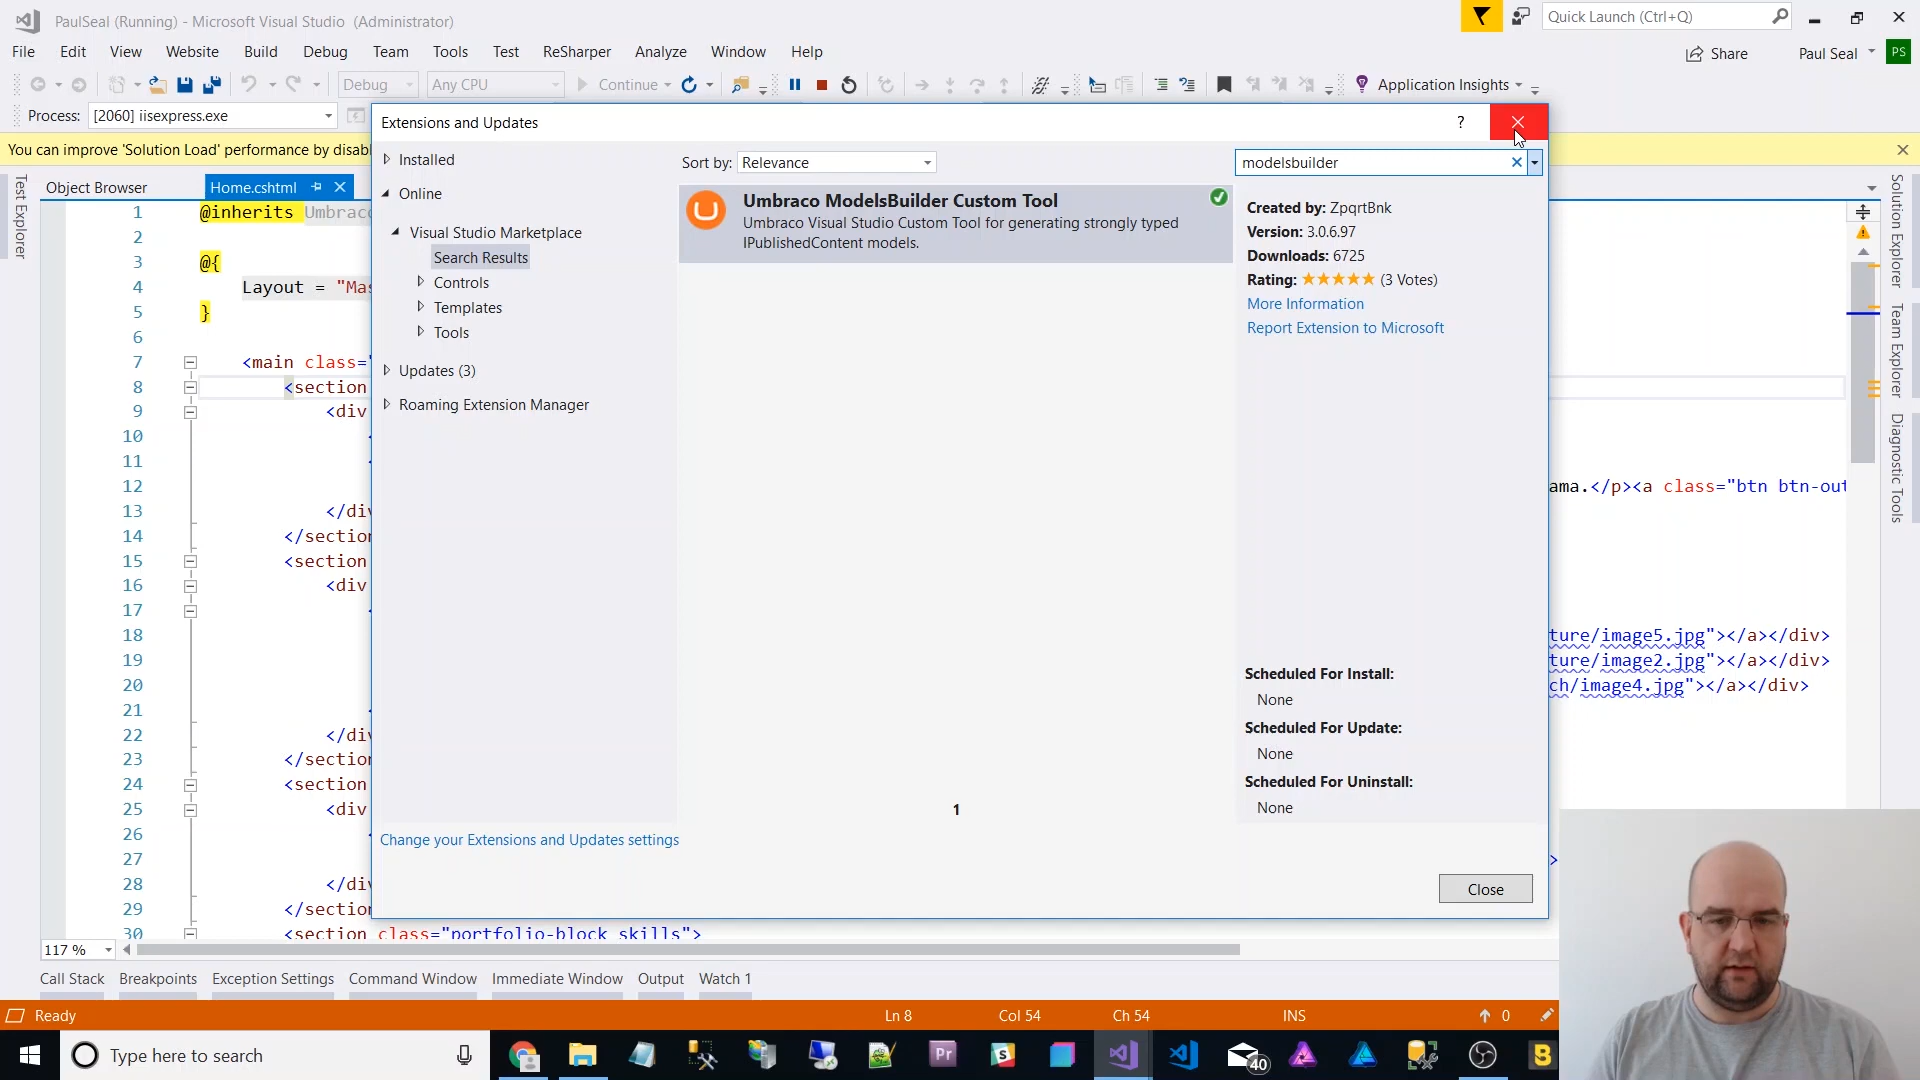 PaulSeal (Running) - Microsoft Visual Studio (Administrator)
Quick Launch (Ctrl+Q)
File Edit View Website Build Debug Team Tools Test ReSharper Analyze Window Help
Share Paul Seal PS
Debug Any CPU Continue Application Insights
Process: [2060] iisexpress.exe
You can improve 'Solution Load' performance by disabl
Test Explorer
Object Browser Home.cshtml
1 @inherits Umbraco
2
3 @{
4 Layout = "Mas
5 }
6
7 <main class="
8 <section
9 <div
10
11
12 ama.</p><a class="btn btn-out
13 </div
14 </section
15 <section
16 <div
17
18 ture/image5.jpg"></a></div>
19 ture/image2.jpg"></a></div>
20 ch/image4.jpg"></a></div>
21
22 </div
23 </section
24 <section
25 <div
26
27 >
28 </div
29 </section
30 <section class="portfolio-block skills">
117 %
Extensions and Updates
?
Installed
Online
Visual Studio Marketplace
Search Results
Controls
Templates
Tools
Updates (3)
Roaming Extension Manager
Change your Extensions and Updates settings
Sort by: Relevance
Umbraco ModelsBuilder Custom Tool
Umbraco Visual Studio Custom Tool for generating strongly typed
IPublishedContent models.
1
modelsbuilder
Created by: ZpqrtBnk
Version: 3.0.6.97
Downloads: 6725
Rating: ★★★★★ (3 Votes)
More Information
Report Extension to Microsoft
Scheduled For Install:
None
Scheduled For Update:
None
Scheduled For Uninstall:
None
Close
Solution Explorer
Team Explorer
Diagnostic Tools
Call Stack Breakpoints Exception Settings Command Window Immediate Window Output Watch 1
Ready Ln 8 Col 54 Ch 54 INS 0
Type here to search
Pr
S
40
B